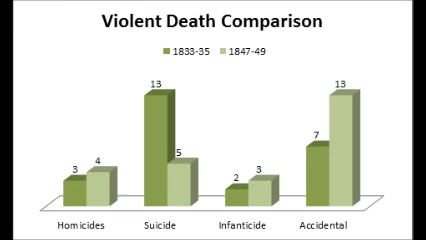 Violent Death Comparison
1833-35 1847-49
3 4 13 5 2 3 7 13
Homicides Suicide Infanticide Accidental